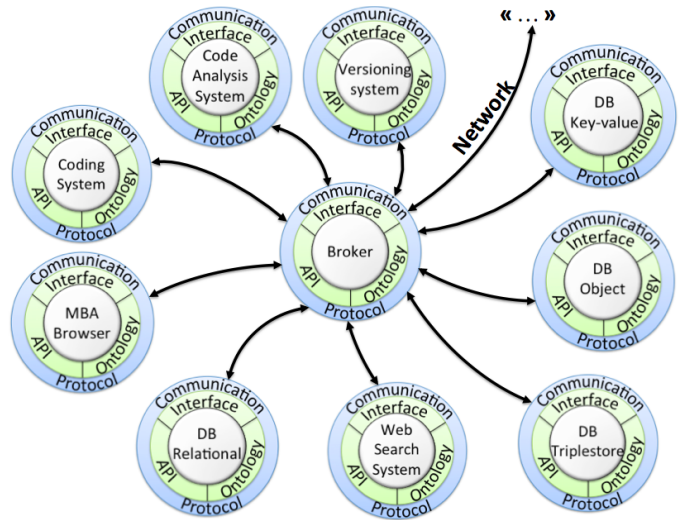 « ... »
Network
Communication
Interface
Code
Analysis
System
API
Ontology
Protocol
Communication
Interface
Versioning
system
API
Ontology
Protocol
Communication
Interface
DB
Key-value
API
Ontology
Protocol
Communication
Interface
Coding
System
API
Ontology
Protocol
Communication
Interface
Broker
API
Ontology
Protocol
Communication
Interface
DB
Object
API
Ontology
Protocol
Communication
Interface
MBA
Browser
API
Ontology
Protocol
Communication
Interface
DB
Relational
API
Ontology
Protocol
Communication
Interface
Web
Search
System
API
Ontology
Protocol
Communication
Interface
DB
Triplestore
API
Ontology
Protocol